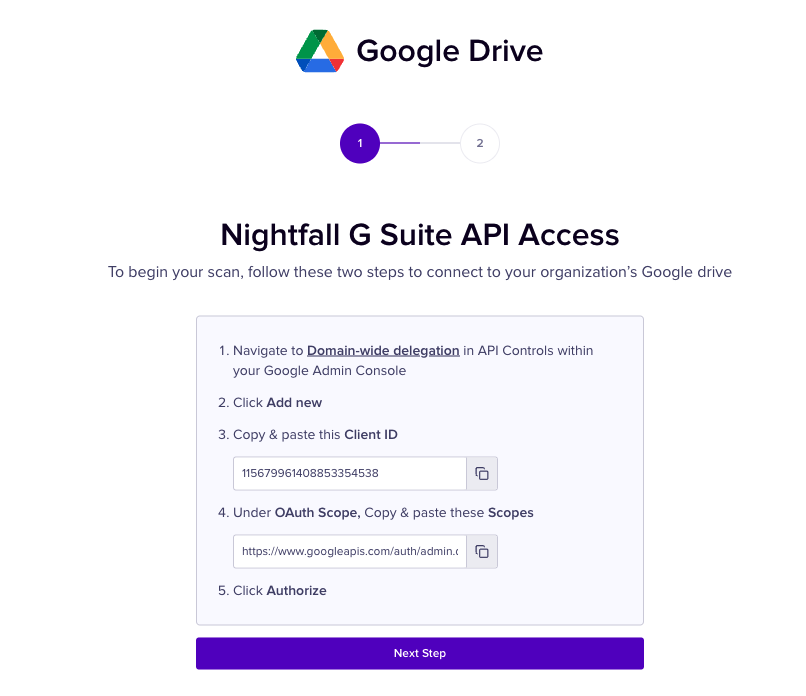 Google Drive
1
2
Nightfall G Suite API Access
To begin your scan, follow these two steps to connect to your organization’s Google drive
1. Navigate to Domain-wide delegation in API Controls within
your Google Admin Console
2. Click Add new
3. Copy & paste this Client ID
115679961408853354538
4. Under OAuth Scope, Copy & paste these Scopes
https://www.googleapis.com/auth/admin.
5. Click Authorize
Next Step